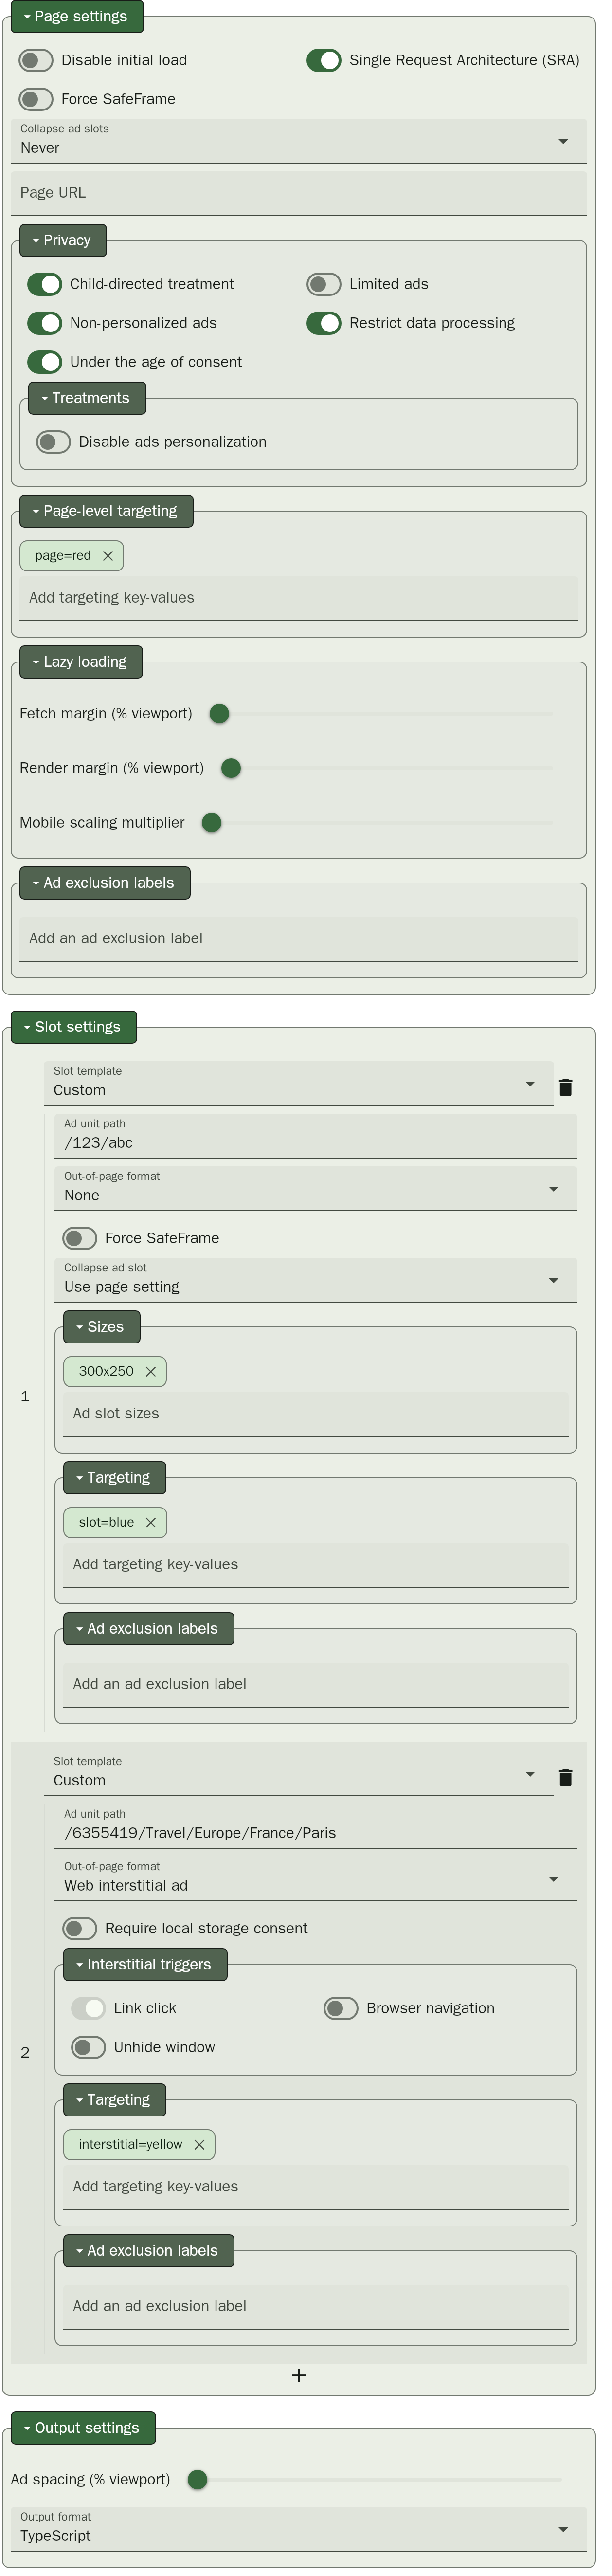 Page settings
Disable initial load
Single Request Architecture (SRA)
Force SafeFrame
Collapse ad slots
Never
Page URL
Privacy
Child-directed treatment
Limited ads
Non-personalized ads
Restrict data processing
Under the age of consent
Treatments
Disable ads personalization
Page-level targeting
page=red
Add targeting key-values
Lazy loading
Fetch margin (% viewport)
Render margin (% viewport)
Mobile scaling multiplier
Ad exclusion labels
Add an ad exclusion label
Slot settings
1
Slot template
Custom
Ad unit path
/123/abc
Out-of-page format
None
Force SafeFrame
Collapse ad slot
Use page setting
Sizes
300x250
Ad slot sizes
Targeting
slot=blue
Add targeting key-values
Ad exclusion labels
Add an ad exclusion label
2
Slot template
Custom
Ad unit path
/6355419/Travel/Europe/France/Paris
Out-of-page format
Web interstitial ad
Require local storage consent
Interstitial triggers
Link click
Browser navigation
Unhide window
Targeting
interstitial=yellow
Add targeting key-values
Ad exclusion labels
Add an ad exclusion label
+
Output settings
Ad spacing (% viewport)
Output format
TypeScript